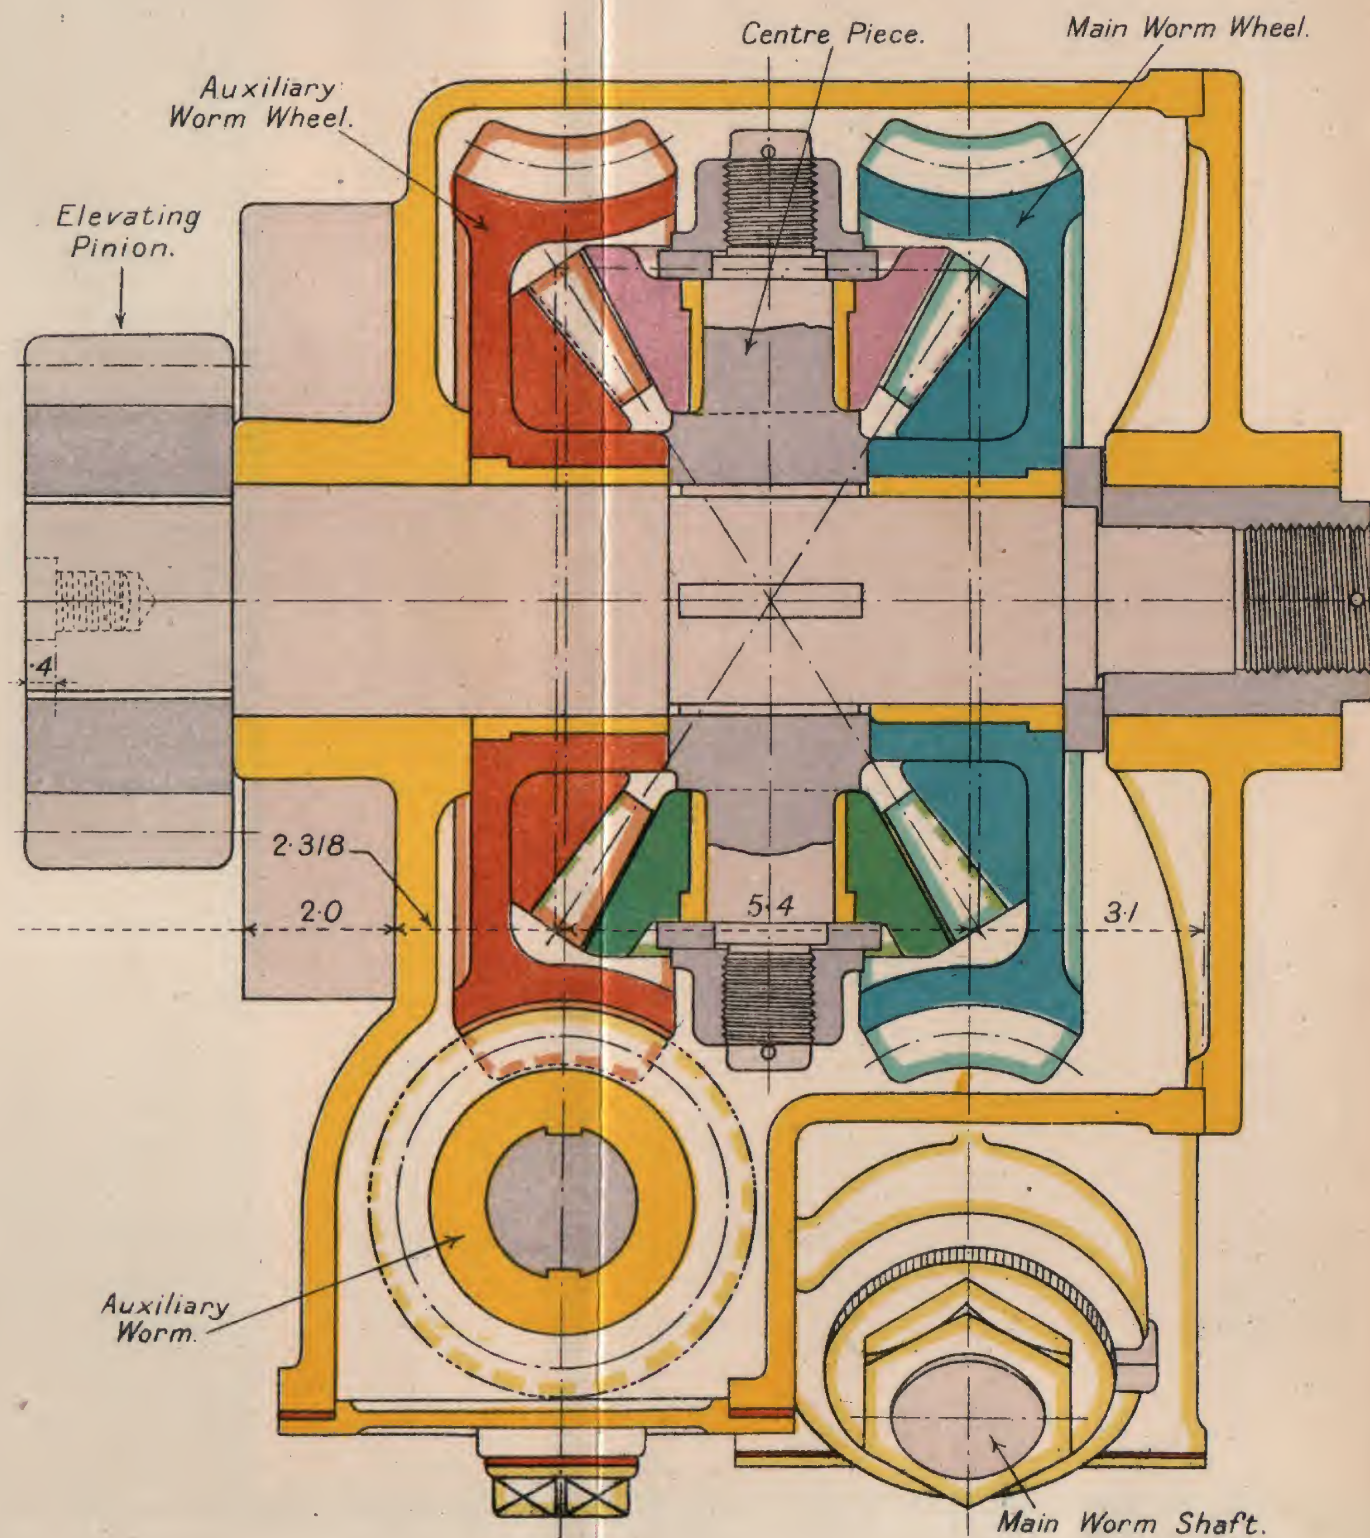 Centre Piece.
Main Worm Wheel.
Auxiliary
Worm Wheel.
Elevating
Pinion.
·4
2·318
2·0
5·4
3·1
Auxiliary
Worm.
Main Worm Shaft.